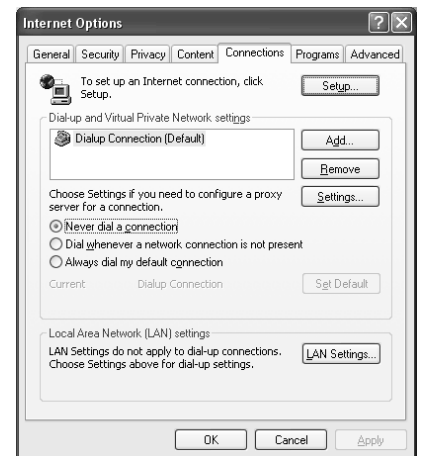 Internet Options
General Security Privacy Content Connections Programs Advanced
To set up an Internet connection, click
Setup.
Setup...
Dial-up and Virtual Private Network settings
Dialup Connection (Default)
Add...
Remove
Choose Settings if you need to configure a proxy
server for a connection.
Settings...
Never dial a connection
Dial whenever a network connection is not present
Always dial my default connection
Current Dialup Connection
Set Default
Local Area Network (LAN) settings
LAN Settings do not apply to dial-up connections.
Choose Settings above for dial-up settings.
LAN Settings...
OK Cancel Apply